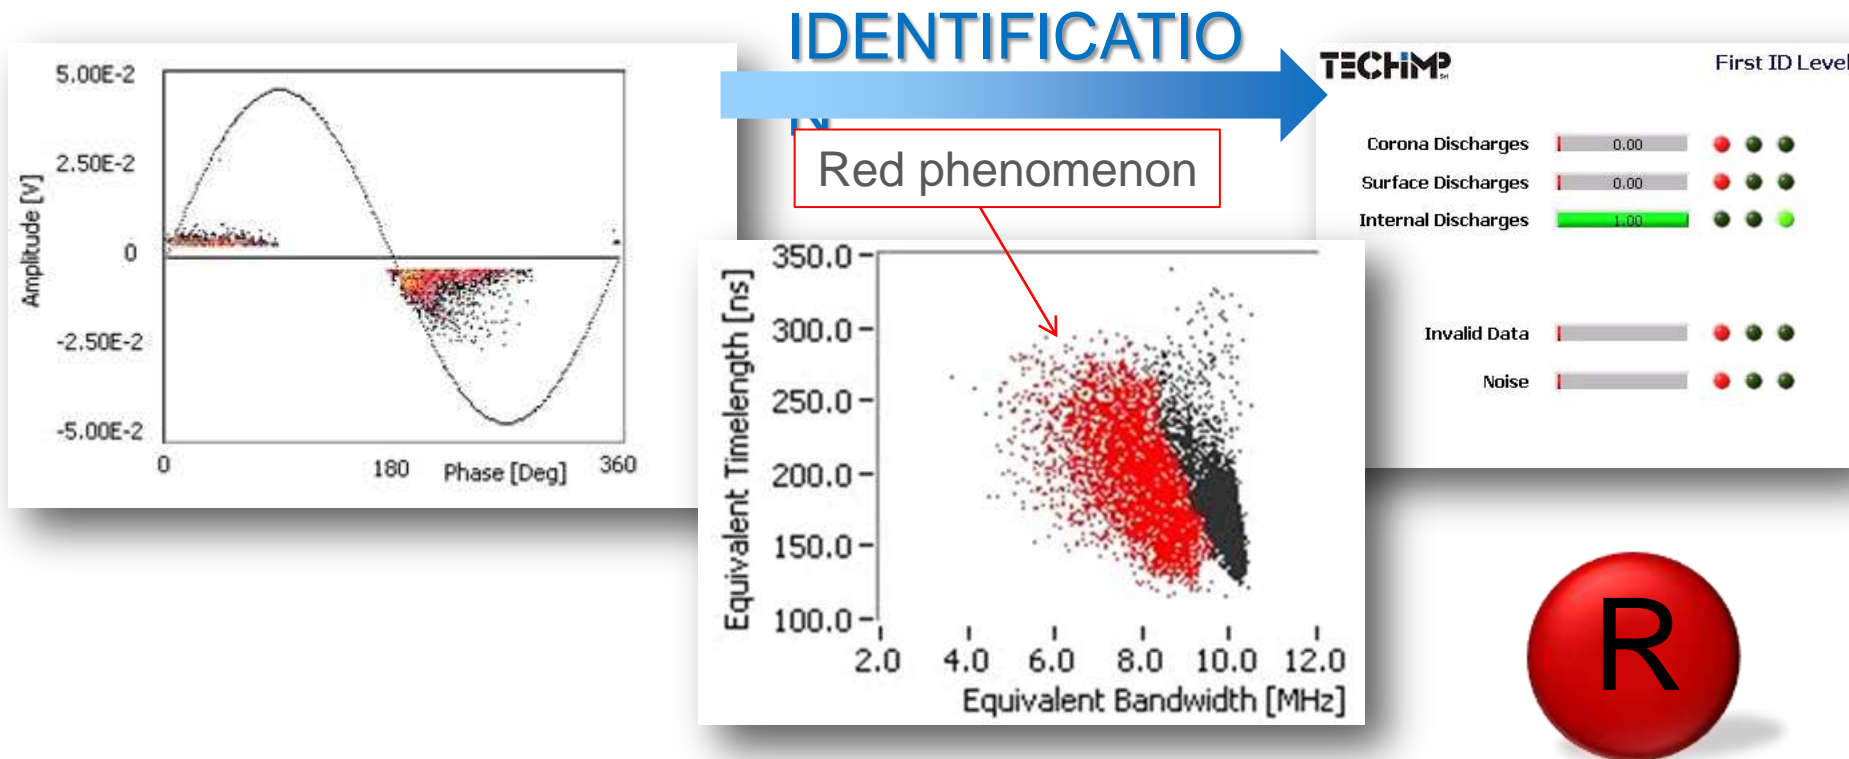 IDENTIFICATIO
N
Red phenomenon
5.00E-2
2.50E-2
0
-2.50E-2
-5.00E-2
Amplitude [V]
0
180
360
Phase [Deg]
350.0
300.0
250.0
200.0
150.0
100.0
Equivalent Timelength [ns]
2.0 4.0 6.0 8.0 10.0 12.0
Equivalent Bandwidth [MHz]
TECHIMP
First ID Level
Corona Discharges 0.00
Surface Discharges 0.00
Internal Discharges 1.00
Invalid Data
Noise
R